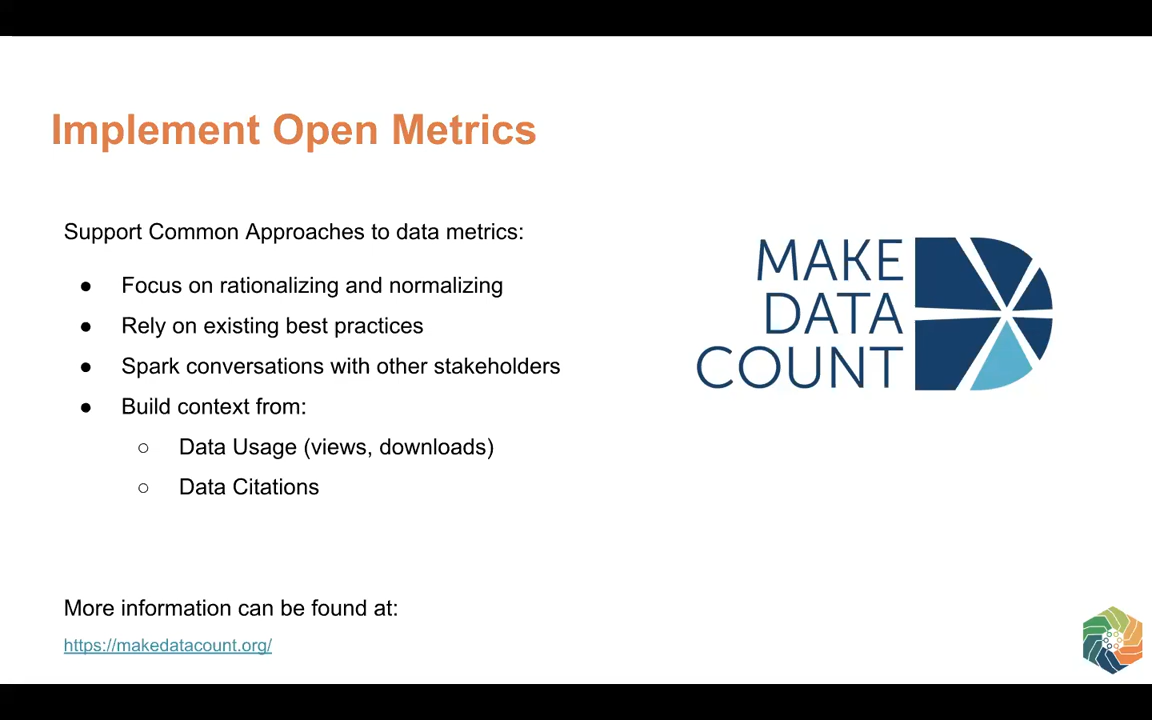 Implement Open Metrics
Support Common Approaches to data metrics:
● Focus on rationalizing and normalizing
● Rely on existing best practices
● Spark conversations with other stakeholders
● Build context from:
○ Data Usage (views, downloads)
○ Data Citations
MAKE
DATA
COUNT
More information can be found at:
https://makedatacount.org/